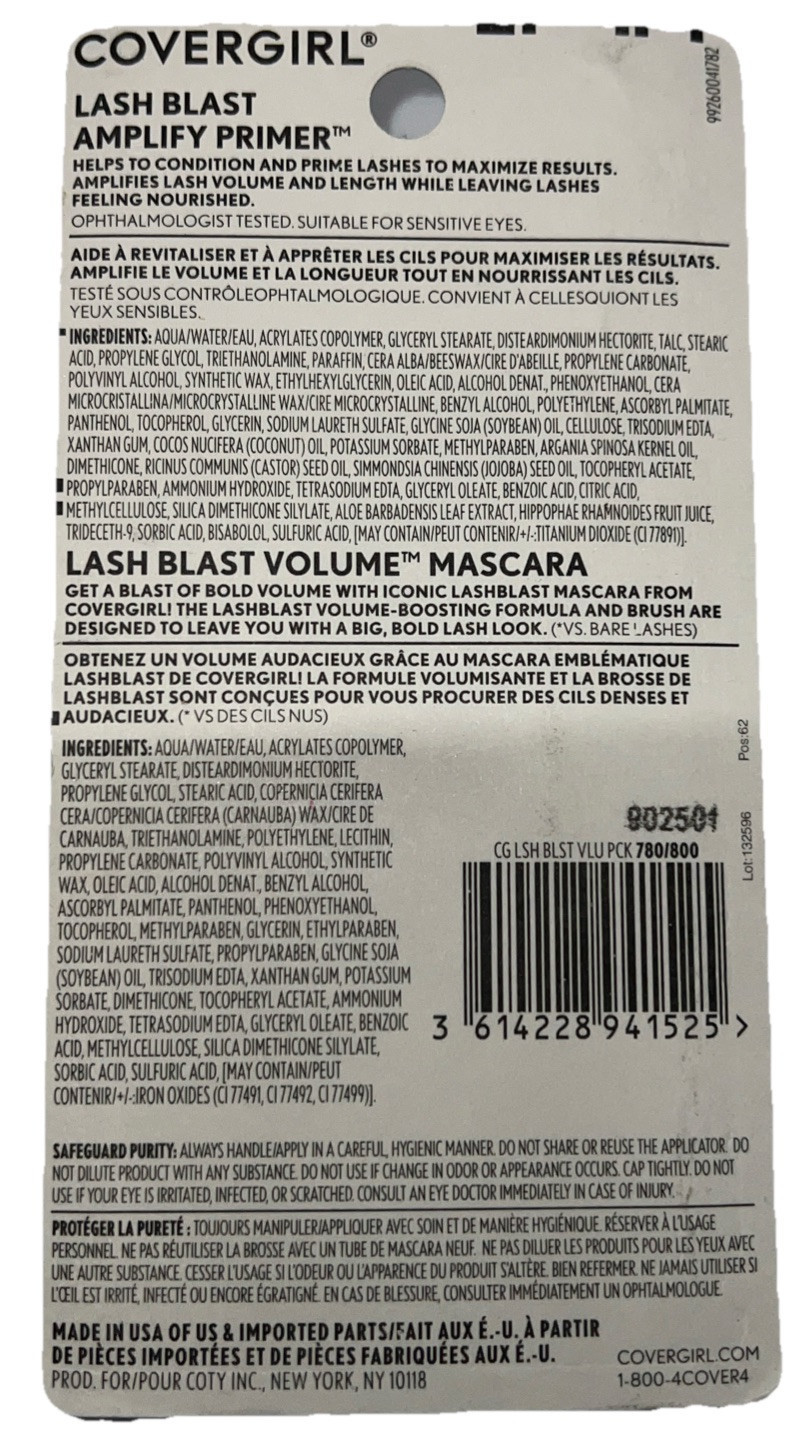 COVERGIRL®
99260041782
LASH BLAST
AMPLIFY PRIMER™
HELPS TO CONDITION AND PRIME LASHES TO MAXIMIZE RESULTS.
AMPLIFIES LASH VOLUME AND LENGTH WHILE LEAVING LASHES
FEELING NOURISHED.
OPHTHALMOLOGIST TESTED. SUITABLE FOR SENSITIVE EYES.
AIDE À REVITALISER ET À APPRÊTER LES CILS POUR MAXIMISER LES RÉSULTATS.
AMPLIFIE LE VOLUME ET LA LONGUEUR TOUT EN NOURRISSANT LES CILS.
TESTÉ SOUS CONTRÔLEOPHTALMOLOGIQUE. CONVIENT À CELLESQUIONT LES
YEUX SENSIBLES.
INGREDIENTS: AQUA/WATER/EAU, ACRYLATES COPOLYMER, GLYCERYL STEARATE, DISTEARDIMONIUM HECTORITE, TALC, STEARIC
ACID, PROPYLENE GLYCOL, TRIETHANOLAMINE, PARAFFIN, CERA ALBA/BEESWAX/CIRE D'ABEILLE, PROPYLENE CARBONATE,
POLYVINYL ALCOHOL, SYNTHETIC WAX, ETHYLHEXYLGLYCERIN, OLEIC ACID, ALCOHOL DENAT., PHENOXYETHANOL, CERA
MICROCRISTALLINA/MICROCRYSTALLINE WAX/CIRE MICROCRYSTALLINE, BENZYL ALCOHOL, POLYETHYLENE, ASCORBYL PALMITATE,
PANTHENOL, TOCOPHEROL, GLYCERIN, SODIUM LAURETH SULFATE, GLYCINE SOJA (SOYBEAN) OIL, CELLULOSE, TRISODIUM EDTA,
XANTHAN GUM, COCOS NUCIFERA (COCONUT) OIL, POTASSIUM SORBATE, METHYLPARABEN, ARGANIA SPINOSA KERNEL OIL,
DIMETHICONE, RICINUS COMMUNIS (CASTOR) SEED OIL, SIMMONDSIA CHINENSIS (JOJOBA) SEED OIL, TOCOPHERYL ACETATE,
PROPYLPARABEN, AMMONIUM HYDROXIDE, TETRASODIUM EDTA, GLYCERYL OLEATE, BENZOIC ACID, CITRIC ACID,
METHYLCELLULOSE, SILICA DIMETHICONE SILYLATE, ALOE BARBADENSIS LEAF EXTRACT, HIPPOPHAE RHAMNOIDES FRUIT JUICE,
TRIDECETH-9, SORBIC ACID, BISABOLOL, SULFURIC ACID, [MAY CONTAIN/PEUT CONTENIR/+/-:TITANIUM DIOXIDE (CI 77891)].
LASH BLAST VOLUME™ MASCARA
GET A BLAST OF BOLD VOLUME WITH ICONIC LASHBLAST MASCARA FROM
COVERGIRL! THE LASHBLAST VOLUME-BOOSTING FORMULA AND BRUSH ARE
DESIGNED TO LEAVE YOU WITH A BIG, BOLD LASH LOOK. (*VS. BARE LASHES)
OBTENEZ UN VOLUME AUDACIEUX GRÂCE AU MASCARA EMBLÉMATIQUE
LASHBLAST DE COVERGIRL! LA FORMULE VOLUMISANTE ET LA BROSSE DE
LASHBLAST SONT CONÇUES POUR VOUS PROCURER DES CILS DENSES ET
AUDACIEUX. (* VS DES CILS NUS)
INGREDIENTS: AQUA/WATER/EAU, ACRYLATES COPOLYMER,
GLYCERYL STEARATE, DISTEARDIMONIUM HECTORITE,
PROPYLENE GLYCOL, STEARIC ACID, COPERNICIA CERIFERA
CERA/COPERNICIA CERIFERA (CARNAUBA) WAX/CIRE DE
CARNAUBA, TRIETHANOLAMINE, POLYETHYLENE, LECITHIN,
PROPYLENE CARBONATE, POLYVINYL ALCOHOL, SYNTHETIC
WAX, OLEIC ACID, ALCOHOL DENAT., BENZYL ALCOHOL,
ASCORBYL PALMITATE, PANTHENOL, PHENOXYETHANOL,
TOCOPHEROL, METHYLPARABEN, GLYCERIN, ETHYLPARABEN,
SODIUM LAURETH SULFATE, PROPYLPARABEN, GLYCINE SOJA
(SOYBEAN) OIL, TRISODIUM EDTA, XANTHAN GUM, POTASSIUM
SORBATE, DIMETHICONE, TOCOPHERYL ACETATE, AMMONIUM
HYDROXIDE, TETRASODIUM EDTA, GLYCERYL OLEATE, BENZOIC
ACID, METHYLCELLULOSE, SILICA DIMETHICONE SILYLATE,
SORBIC ACID, SULFURIC ACID, [MAY CONTAIN/PEUT
CONTENIR/+/-:IRON OXIDES (CI 77491, CI 77492, CI 77499)].
Lot:132596 Pos:62
CG LSH BLST VLU PCK 780/800
3 614228 941525 >
SAFEGUARD PURITY: ALWAYS HANDLE/APPLY IN A CAREFUL, HYGIENIC MANNER. DO NOT SHARE OR REUSE THE APPLICATOR. DO
NOT DILUTE PRODUCT WITH ANY SUBSTANCE. DO NOT USE IF CHANGE IN ODOR OR APPEARANCE OCCURS. CAP TIGHTLY. DO NOT
USE IF YOUR EYE IS IRRITATED, INFECTED, OR SCRATCHED. CONSULT AN EYE DOCTOR IMMEDIATELY IN CASE OF INJURY.
PROTÉGER LA PURETÉ : TOUJOURS MANIPULER/APPLIQUER AVEC SOIN ET DE MANIÈRE HYGIÉNIQUE. RÉSERVER À L'USAGE
PERSONNEL. NE PAS RÉUTILISER LA BROSSE AVEC UN TUBE DE MASCARA NEUF. NE PAS DILUER LES PRODUITS POUR LES YEUX AVEC
UNE AUTRE SUBSTANCE. CESSER L'USAGE SI L'ODEUR OU L'APPARENCE DU PRODUIT S'ALTÈRE. BIEN REFERMER. NE JAMAIS UTILISER SI
L'ŒIL EST IRRITÉ, INFECTÉ OU ENCORE ÉGRATIGNÉ. EN CAS DE BLESSURE, CONSULTER IMMÉDIATEMENT UN OPHTALMOLOGUE.
MADE IN USA OF US & IMPORTED PARTS/FAIT AUX É.-U. À PARTIR
DE PIÈCES IMPORTÉES ET DE PIÈCES FABRIQUÉES AUX É.-U.
PROD. FOR/POUR COTY INC., NEW YORK, NY 10118
COVERGIRL.COM
1-800-4COVER4